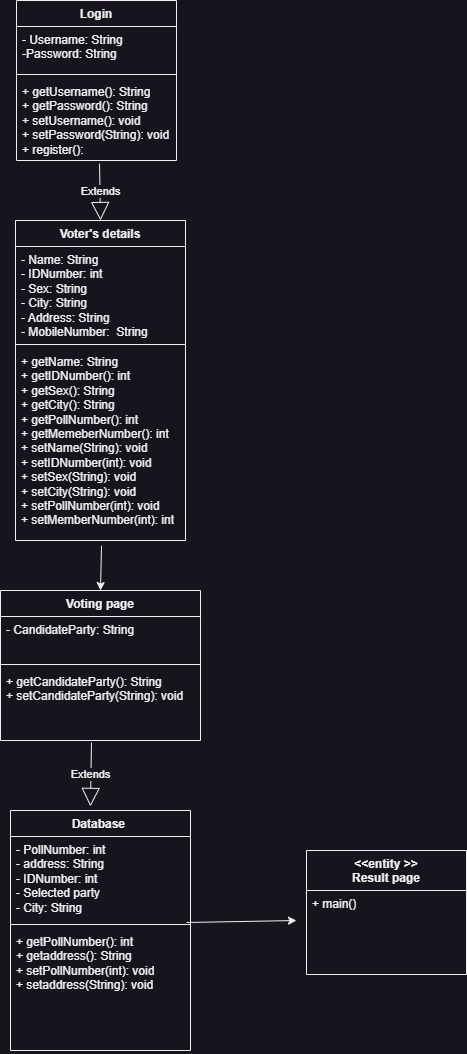 Login
- Username: String
-Password: String
+ getUsername(): String
+ getPassword(): String
+ setUsername(): void
+ setPassword(String): void
+ register():
Extends
Voter's details
- Name: String
- IDNumber: int
- Sex: String
- City: String
- Address: String
- MobileNumber:  String
+ getName: String
+ getIDNumber(): int
+ getSex(): String
+ getCity(): String
+ getPollNumber(): int
+ getMemeberNumber(): int
+ setName(String): void
+ setIDNumber(int): void
+ setSex(String): void
+ setCity(String): void
+ setPollNumber(int): void
+ setMemberNumber(int): int
Voting page
- CandidateParty: String
+ getCandidateParty(): String
+ setCandidateParty(String): void
Extends
Database
- PollNumber: int
- address: String
- IDNumber: int
- Selected party
- City: String
+ getPollNumber(): int
+ getaddress(): String
+ setPollNumber(int): void
+ setaddress(String): void
<<entity >>
Result page
+ main()